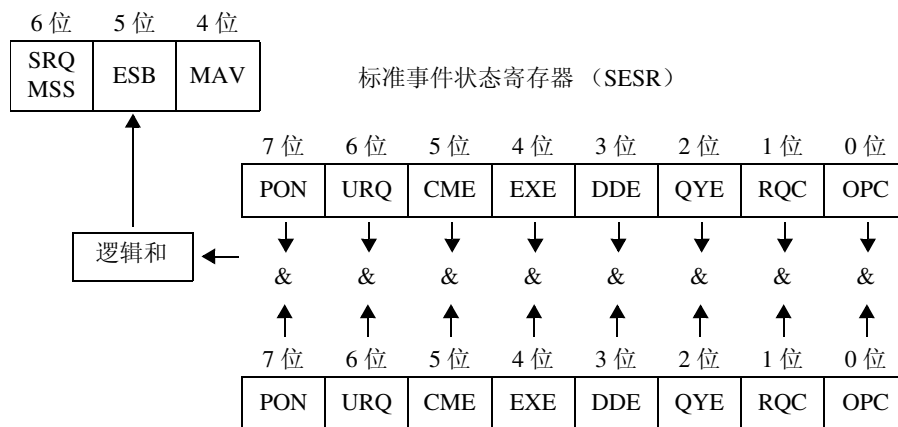 6 位 5 位 4 位
SRQ MSS ESB MAV
标准事件状态寄存器 （SESR）
7 位 6 位 5 位 4 位 3 位 2 位 1 位 0 位
PON URQ CME EXE DDE QYE RQC OPC
逻辑和
& & & & & & & &
7 位 6 位 5 位 4 位 3 位 2 位 1 位 0 位
PON URQ CME EXE DDE QYE RQC OPC